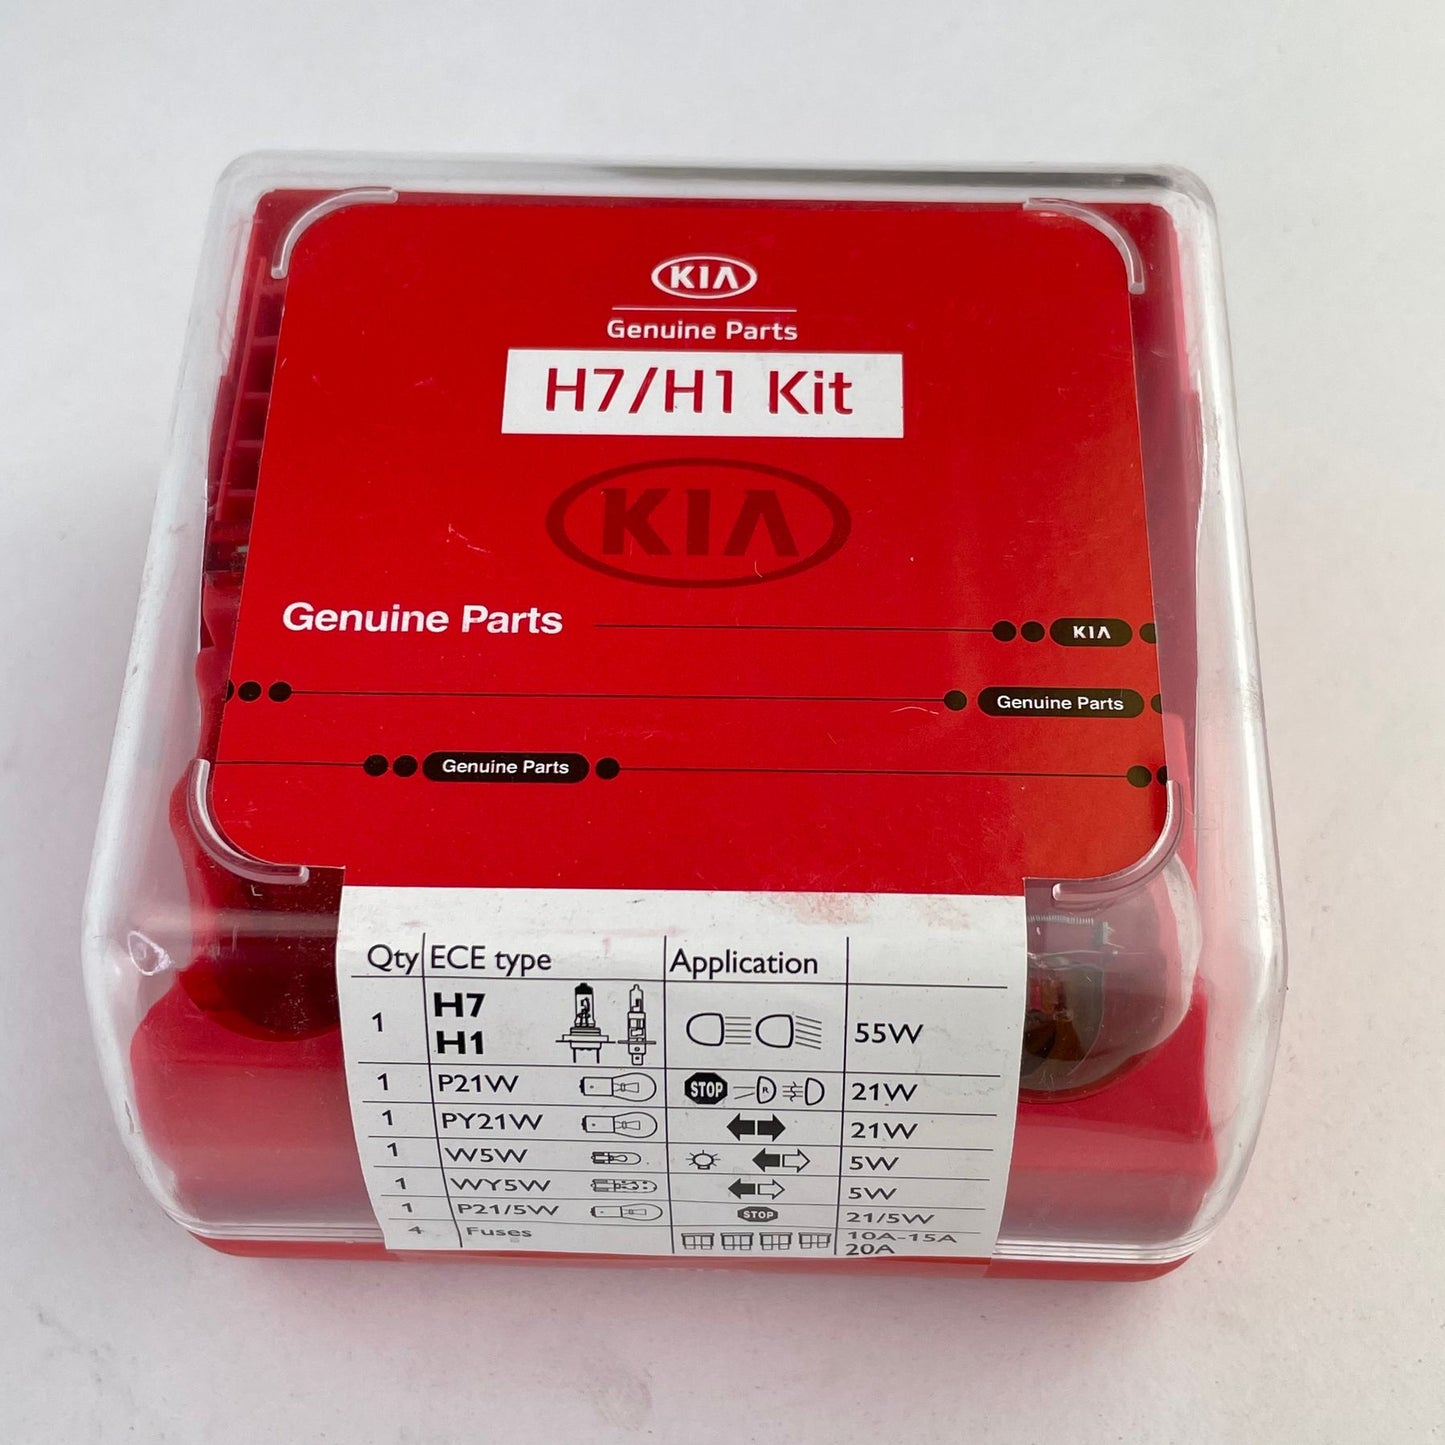 KIA
Genuine Parts
H7/H1 Kit
KIA
Genuine Parts
KIA
Genuine Parts
Genuine Parts
Qty ECE type Application
1 H7 H1 55W
1 P21W STOP R 21W
1 PY21W 21W
1 W5W 5W
1 WY5W 5W
1 P21/5W STOP 21/5W
4 Fuses 10A-15A
20A